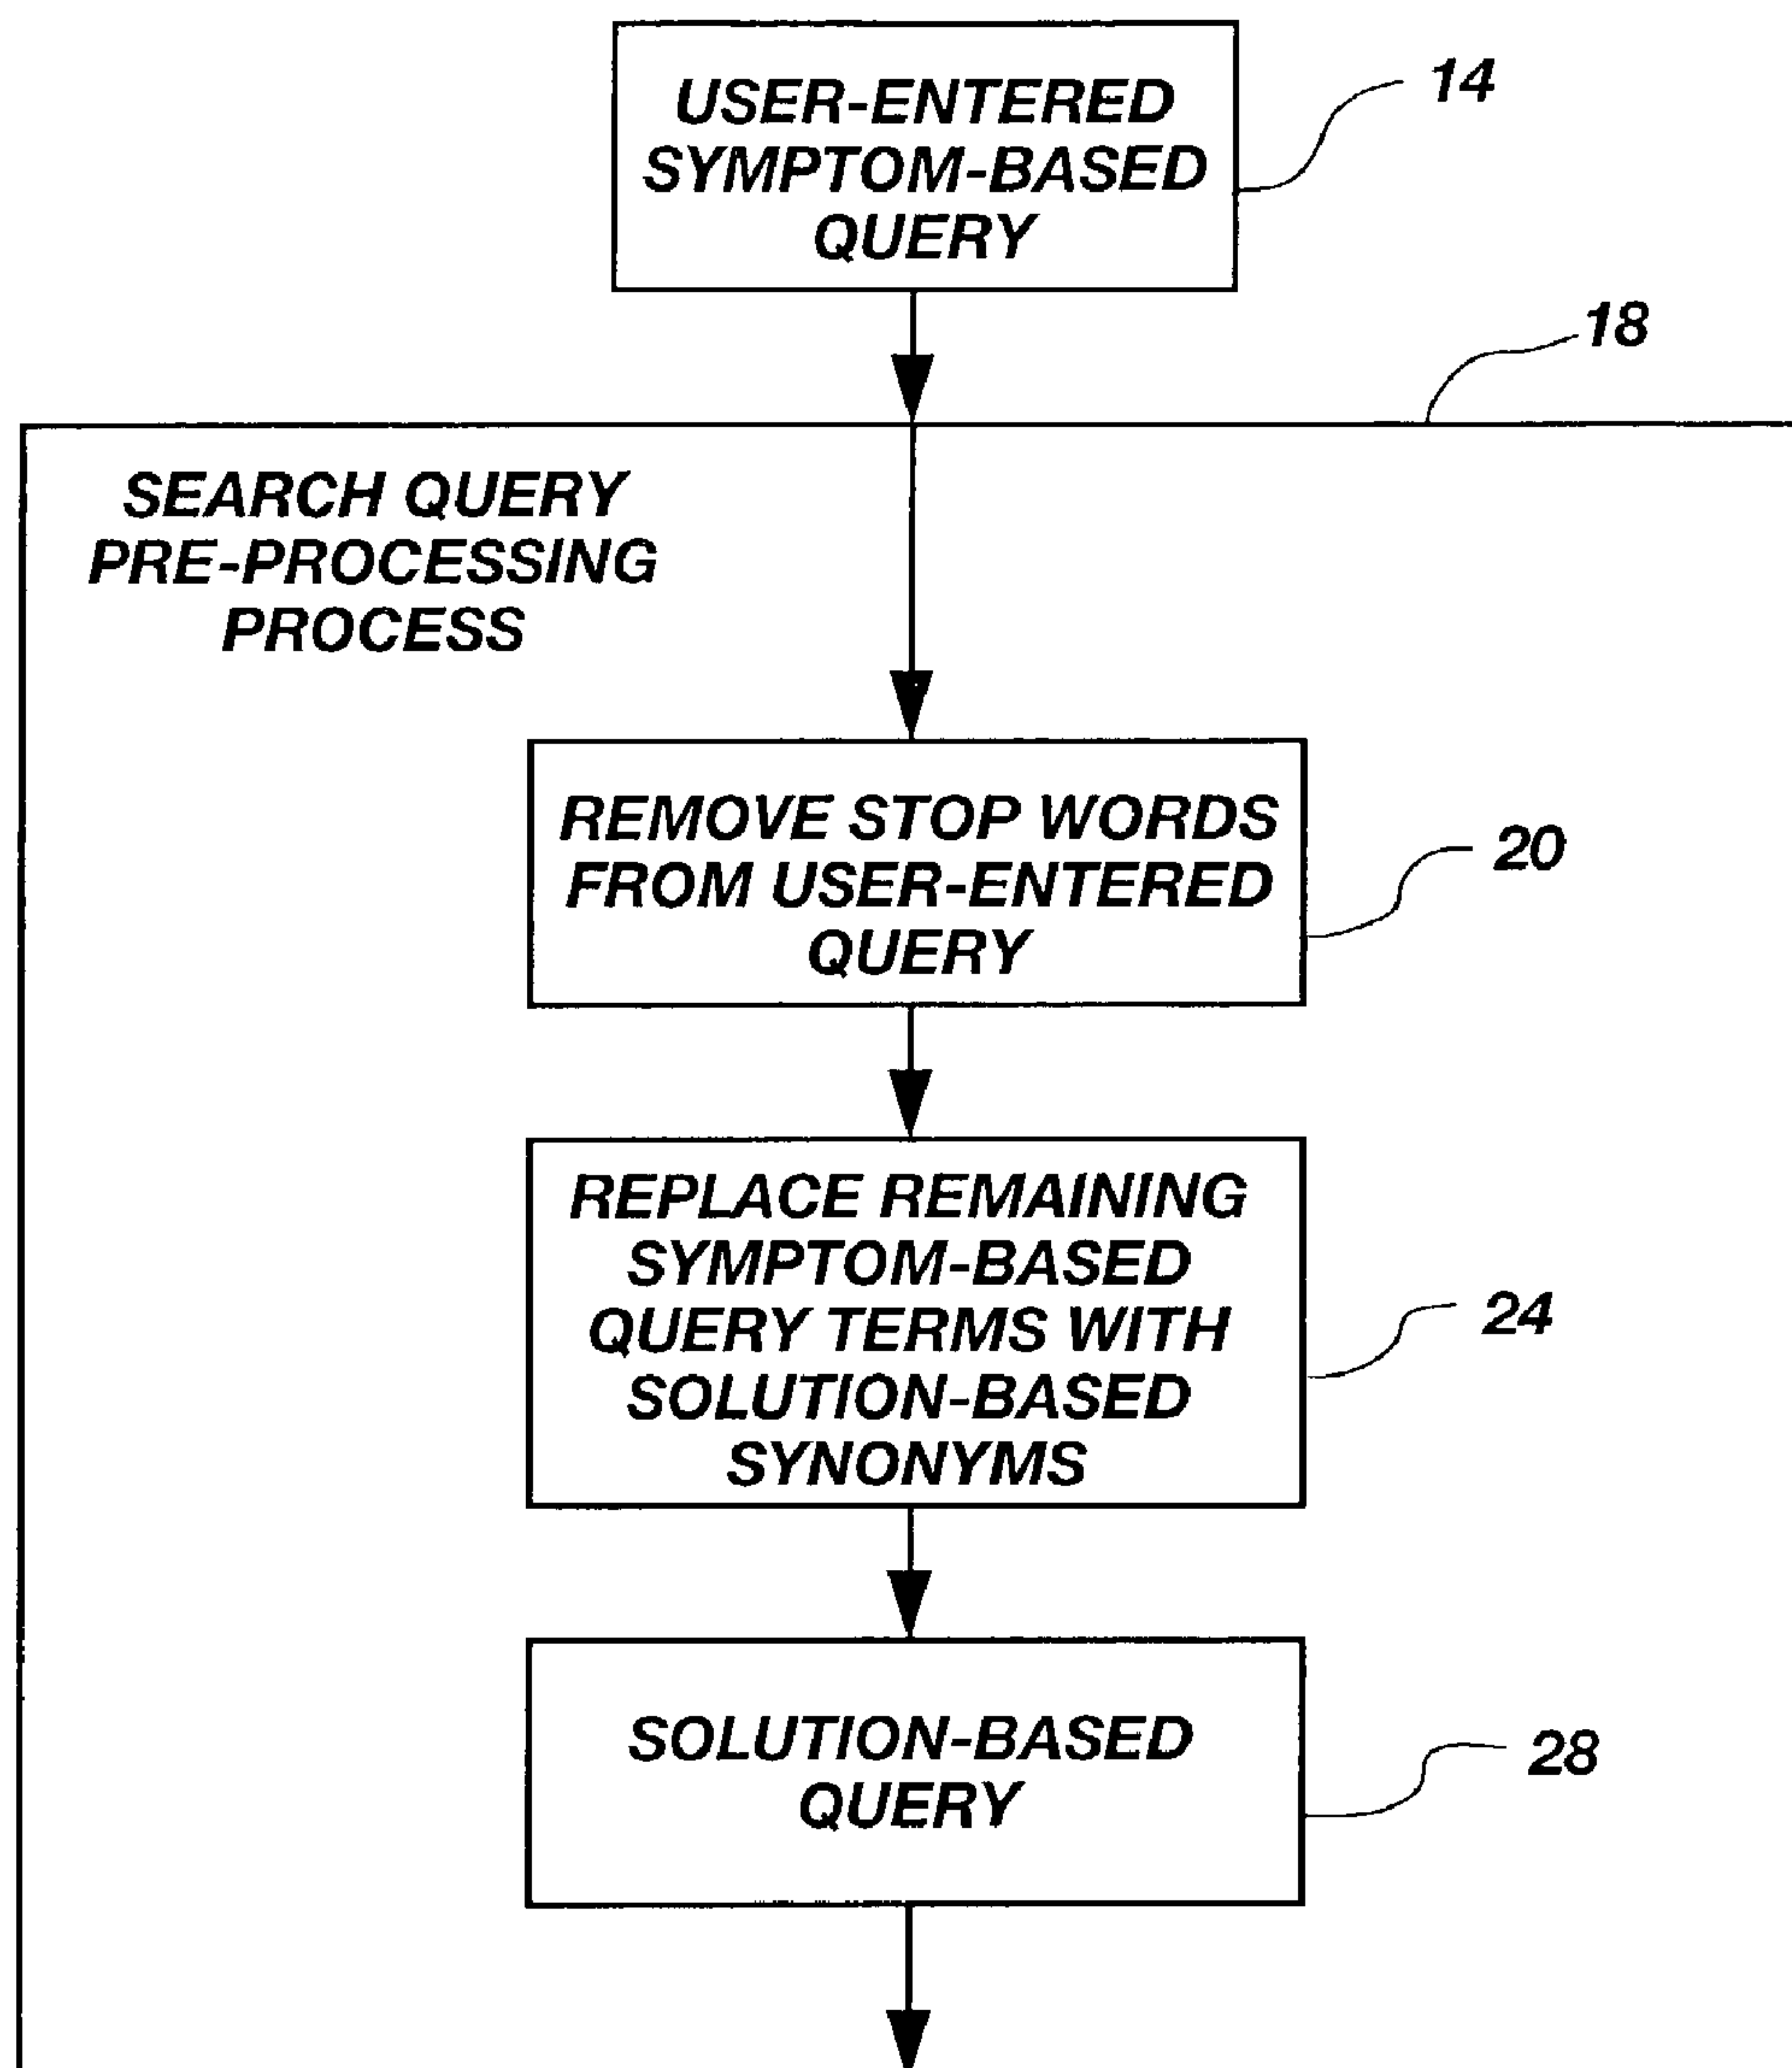 USER-ENTERED
SYMPTOM-BASED
QUERY
14
18
SEARCH QUERY
PRE-PROCESSING
PROCESS
REMOVE STOP WORDS
FROM USER-ENTERED
QUERY
20
REPLACE REMAINING
SYMPTOM-BASED
QUERY TERMS WITH
SOLUTION-BASED
SYNONYMS
24
SOLUTION-BASED
QUERY
28